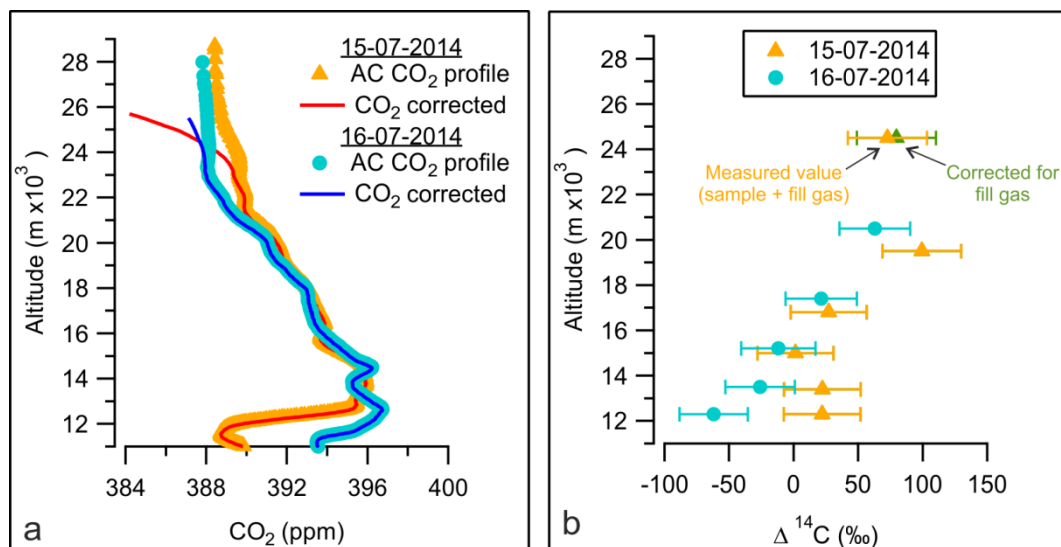 15-07-2014
AC CO₂ profile
CO₂ corrected
16-07-2014
AC CO₂ profile
CO₂ corrected
Altitude (m x10³)
28
26
24
22
20
18
16
14
12
384
388
392
396
400
CO₂ (ppm)
a
15-07-2014
16-07-2014
Measured value
(sample + fill gas)
Corrected for
fill gas
Altitude (m x10³)
28
26
24
22
20
18
16
14
12
-100
-50
0
50
100
150
Δ ¹⁴C (‰)
b